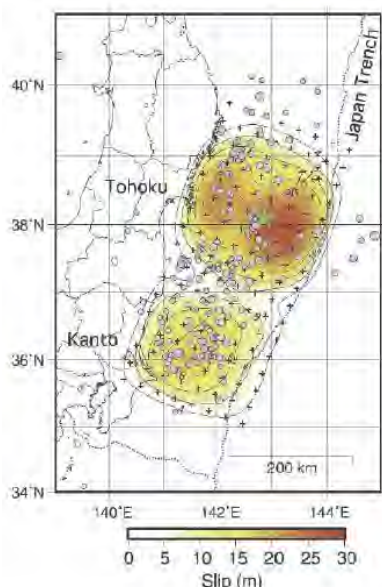 Japan Trench
40°N
Tohoku
38°N
Kanto
36°N
200 km
34°N
140°E
142°E
144°E
0
5
10
15
20
25
30
Slip (m)